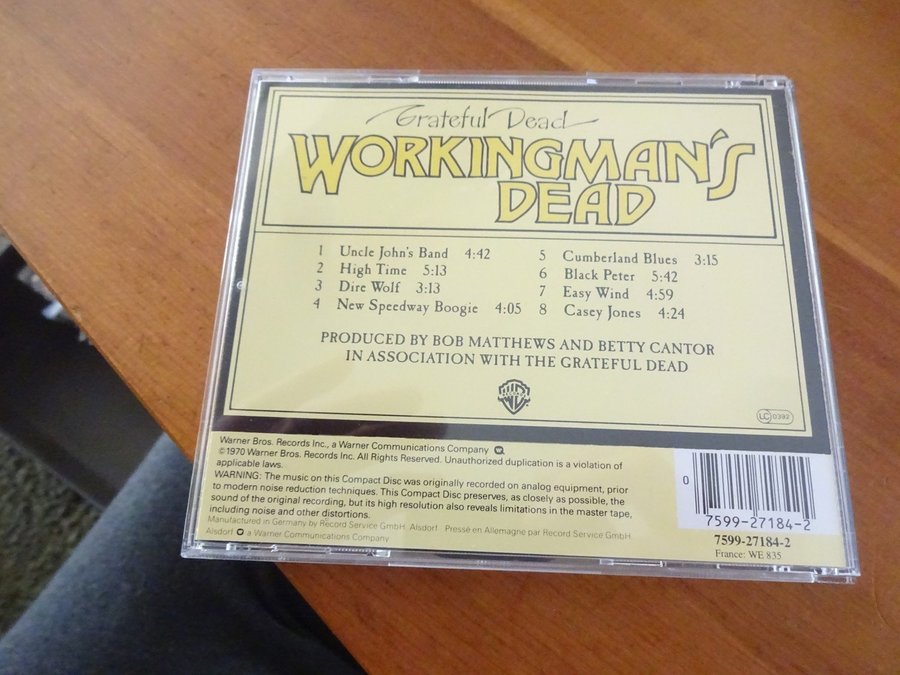 Grateful Dead
WORKINGMAN'S
DEAD
1 Uncle John's Band 4:42
2 High Time 5:13
3 Dire Wolf 3:13
4 New Speedway Boogie 4:05
5 Cumberland Blues 3:15
6 Black Peter 5:42
7 Easy Wind 4:59
8 Casey Jones 4:24
PRODUCED BY BOB MATTHEWS AND BETTY CANTOR
IN ASSOCIATION WITH THE GRATEFUL DEAD
WB
LC 0392
Warner Bros. Records Inc., a Warner Communications Company
©1970 Warner Bros. Records Inc. All Rights Reserved. Unauthorized duplication is a violation of
applicable laws.
WARNING: The music on this Compact Disc was originally recorded on analog equipment, prior
to modern noise reduction techniques. This Compact Disc preserves, as closely as possible, the
sound of the original recording, but its high resolution also reveals limitations in the master tape,
including noise and other distortions.
Manufactured in Germany by Record Service GmbH, Alsdorf. Pressé en Allemagne par Record Service GmbH.
Alsdorf a Warner Communications Company
0
7599-27184-2
7599-27184-2
France: WE 835